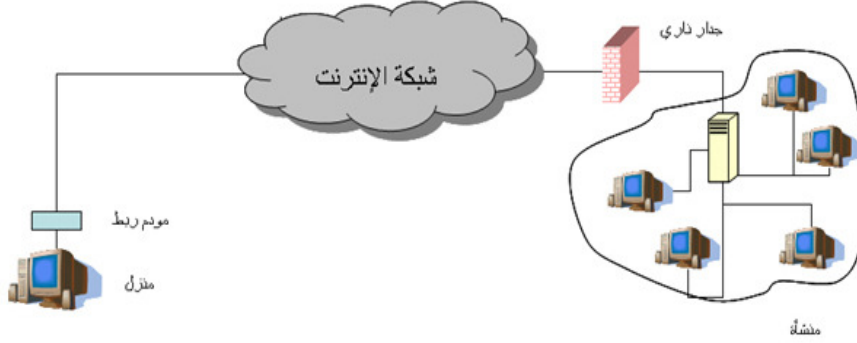 جدار ناري
شبكة الإنترنت
مودم ربط
منزل
منشأة